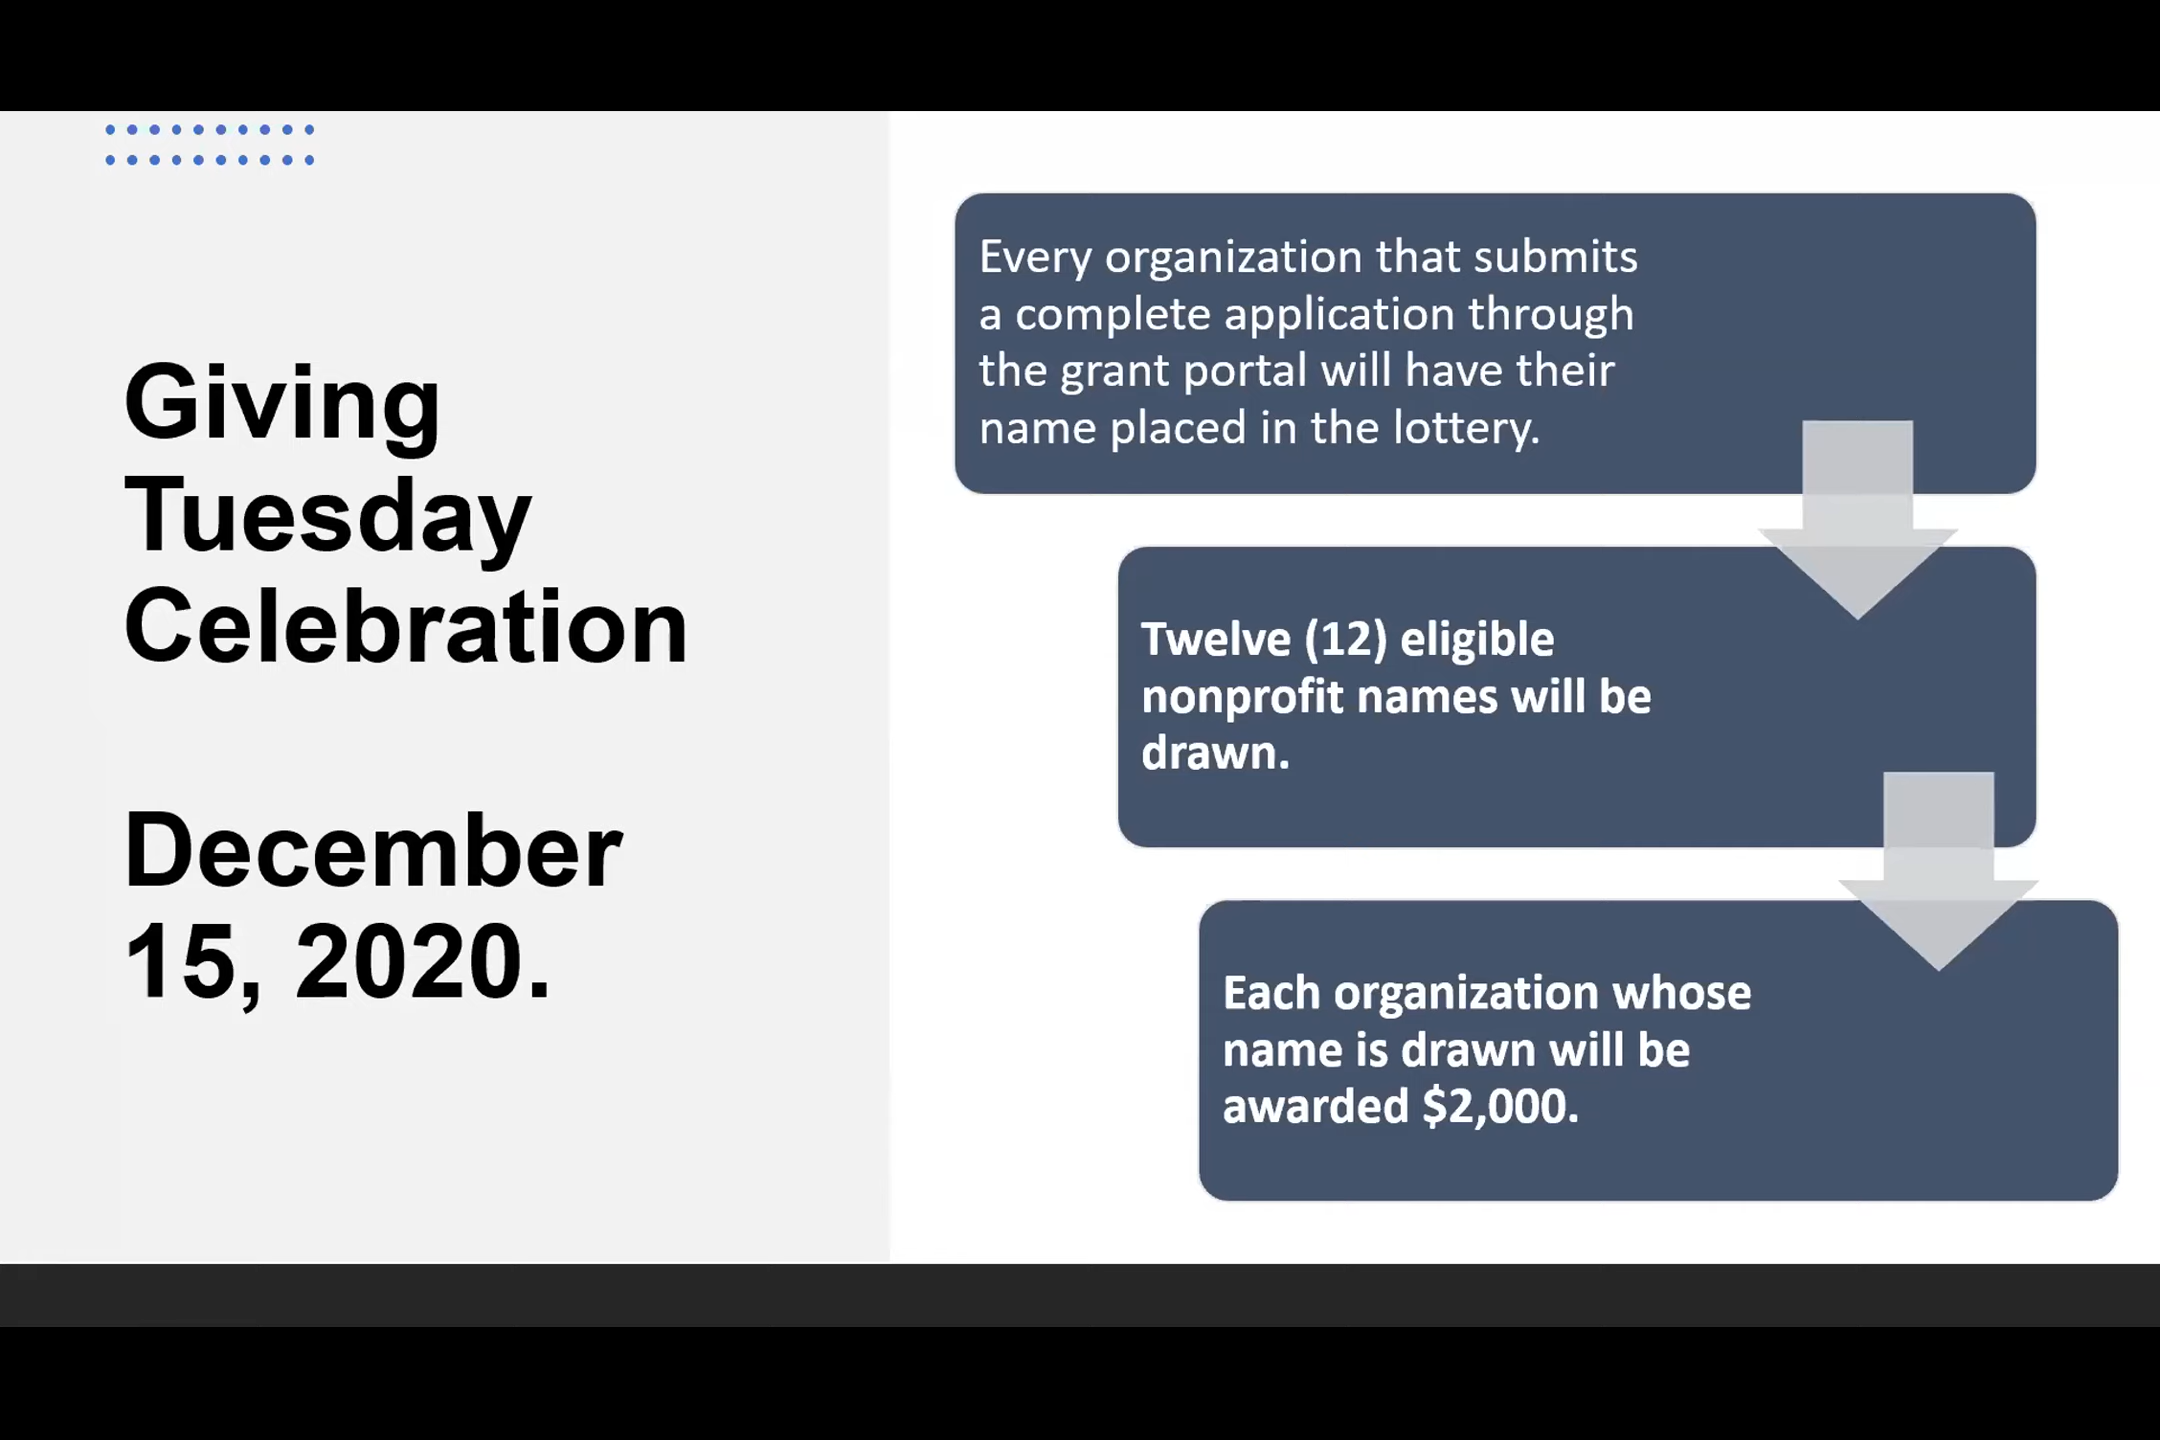 Giving
Tuesday
Celebration
December
15, 2020.
Every organization that submits
a complete application through
the grant portal will have their
name placed in the lottery.
Twelve (12) eligible
nonprofit names will be
drawn.
Each organization whose
name is drawn will be
awarded $2,000.